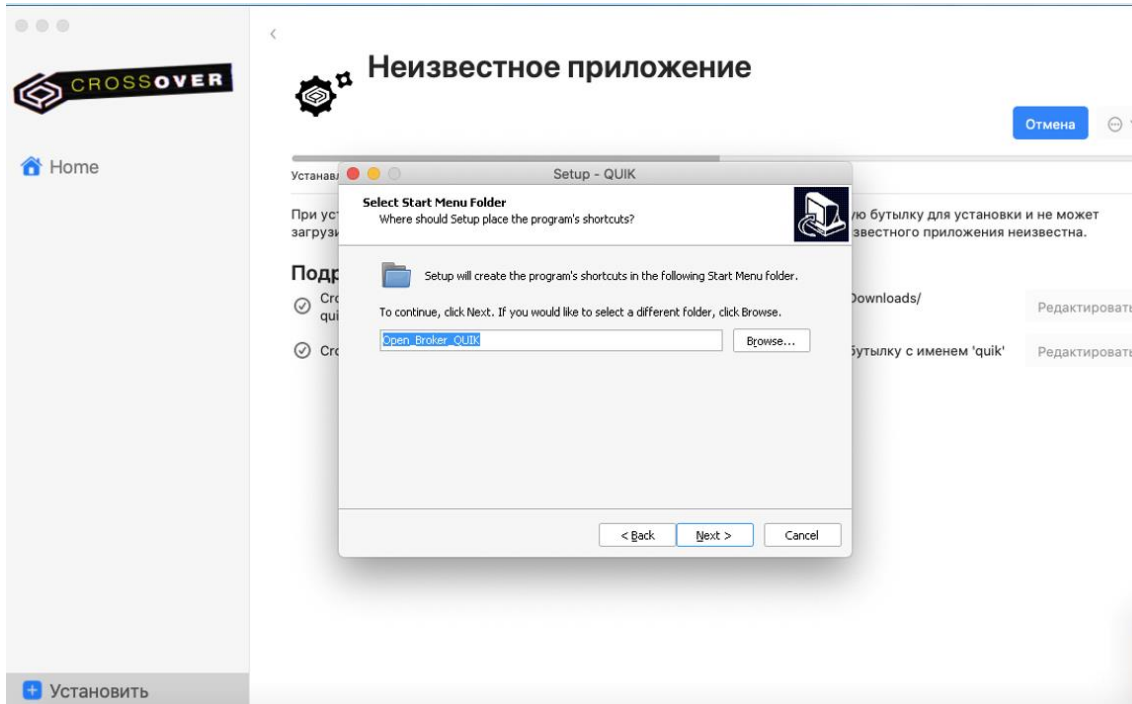 CROSSOVER
Неизвестное приложение
Отмена
Home
Setup - QUIK
Select Start Menu Folder
Where should Setup place the program's shortcuts?
При
ую бутылку для установки и не может
звестного приложения неизвестна.
Setup will create the program's shortcuts in the following Start Menu folder.
To continue, click Next. If you would like to select a different folder, click Browse.
Open_Broker_QUIK
Browse...
Downloads/
Редактировать
бутылку с именем 'quik'
Редактировать
< Back
Next >
Cancel
Установить